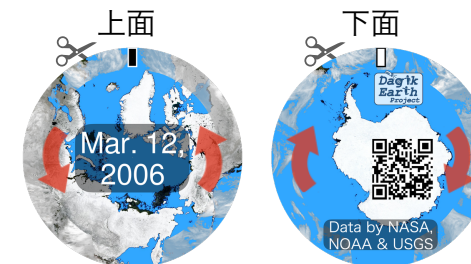 上面
下面
Mar. 12,
2006
Dagik
Earth
Project
Data by NASA,
NOAA & USGS